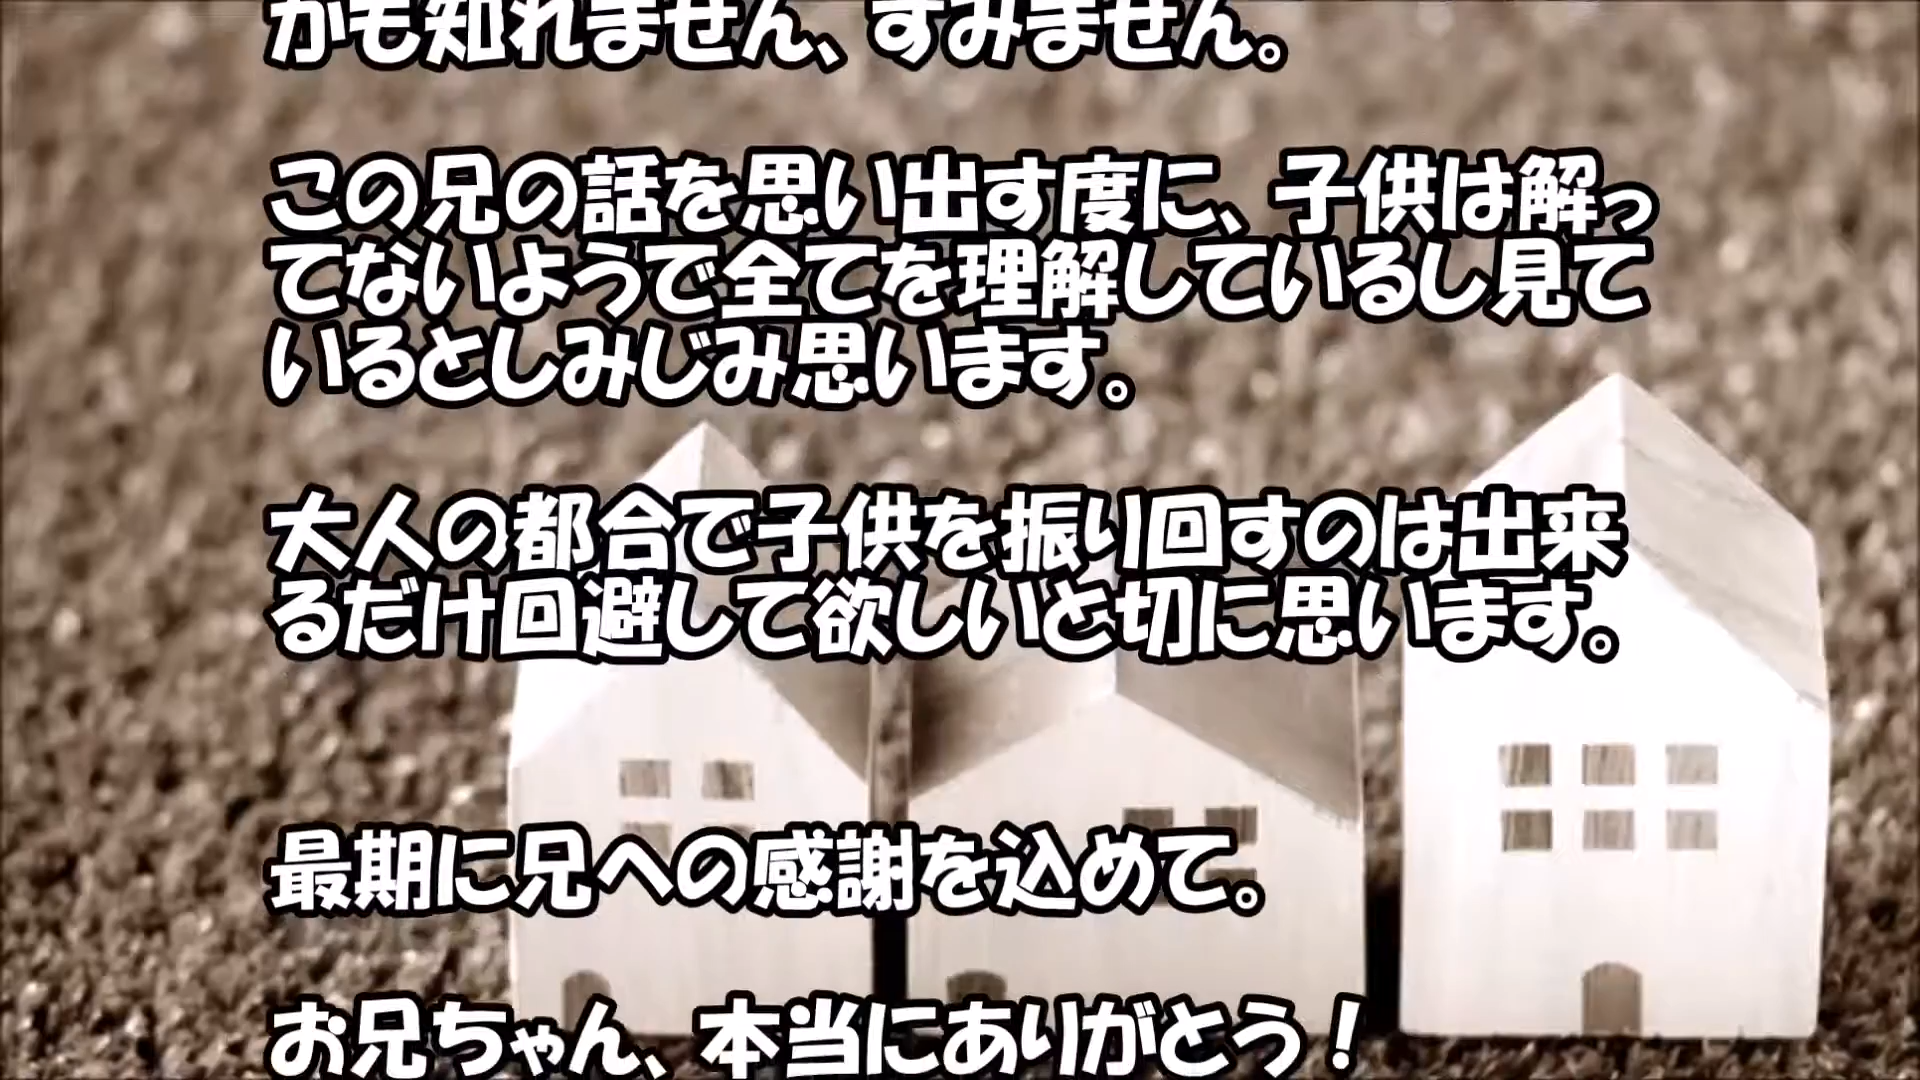 かも知れません、すみません。
この兄の話を思い出す度に、子供は解っ
てないようで全てを理解しているし見て
いるとしみじみ思います。
大人の都合で子供を振り回すのは出来
るだけ回避して欲しいと切に思います。
最期に兄への感謝を込めて。
お兄ちゃん、本当にありがとう！